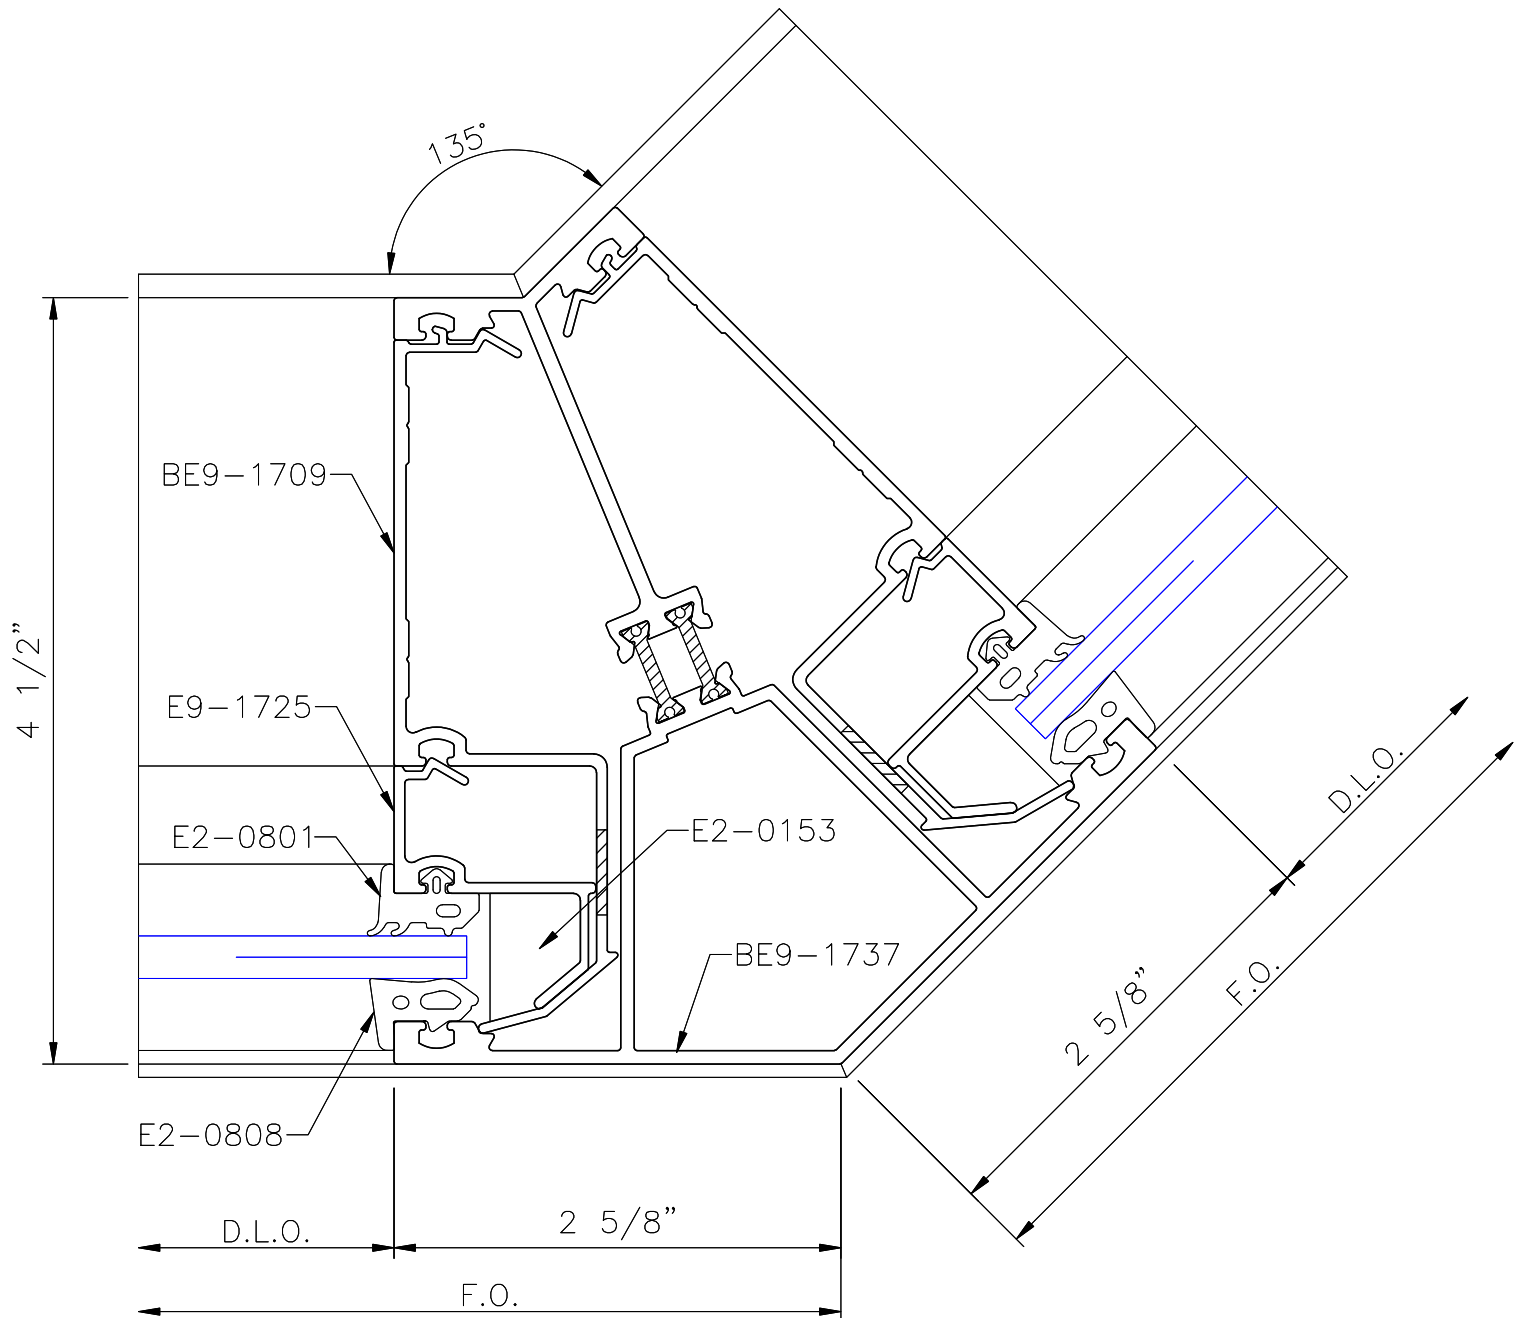 135°
BE9-1709
4 1/2"
E9-1725
E2-0801
E2-0153
BE9-1737
E2-0808
D.L.O.
2 5/8"
F.O.
2 5/8"
D.L.O.
F.O.